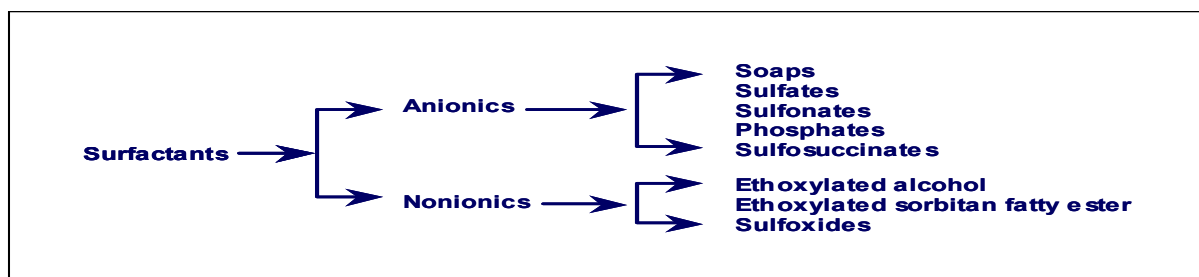 Soaps
Sulfates
Anionics
Sulfonates
Phosphates
Surfactants
Sulfosuccinates
Ethoxylated alcohol
Nonionics
Ethoxylated sorbitan fatty ester
Sulfoxides